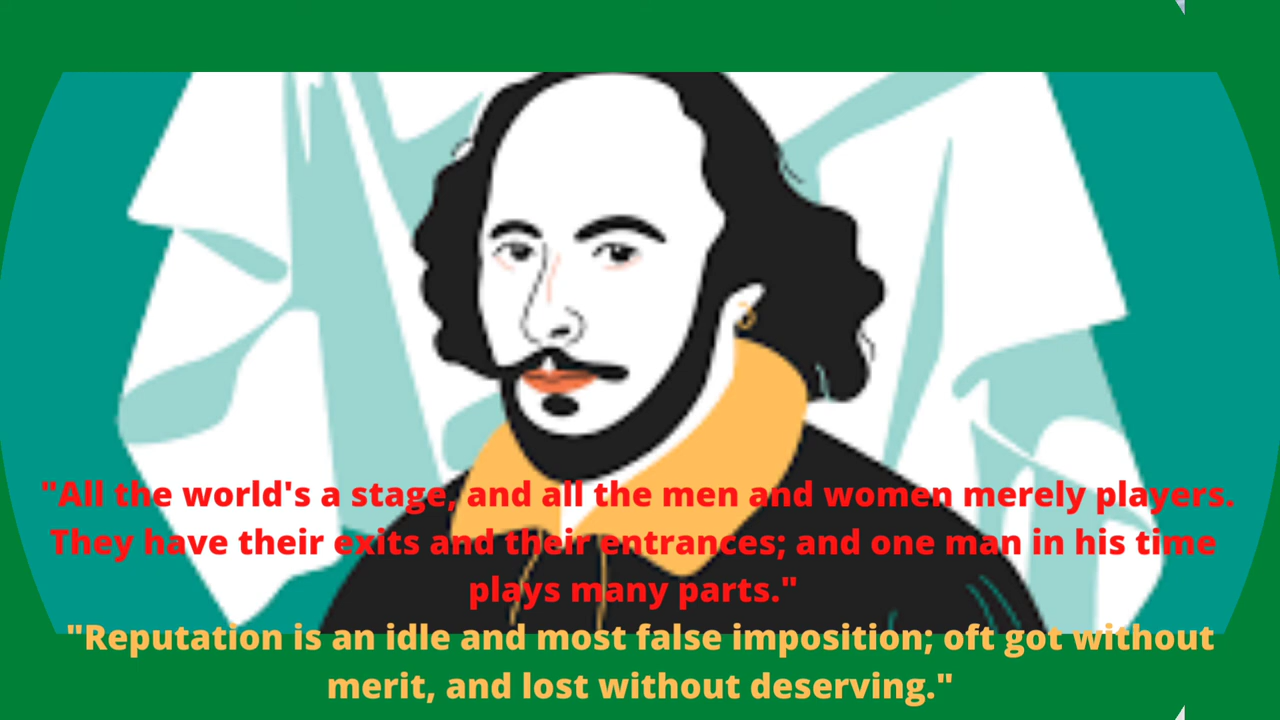 "All the world's a stage, and all the men and women merely players.
They have their exits and their entrances; and one man in his time
plays many parts."
"Reputation is an idle and most false imposition; oft got without
merit, and lost without deserving."